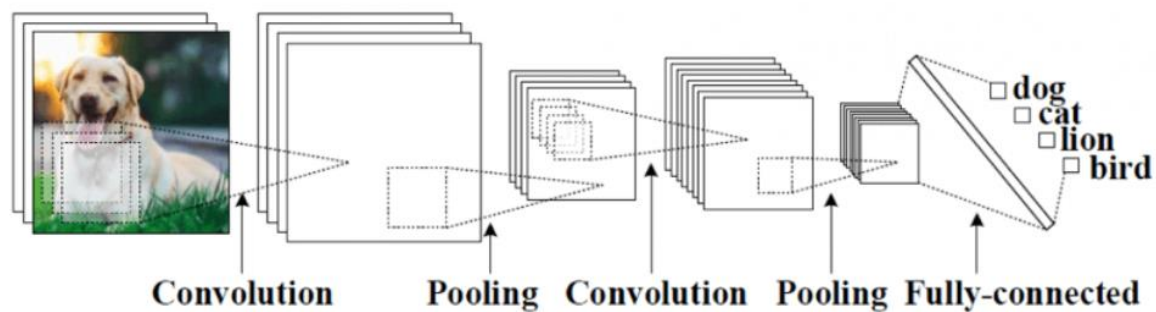 dog
cat
lion
bird
Convolution Pooling Convolution Pooling Fully-connected